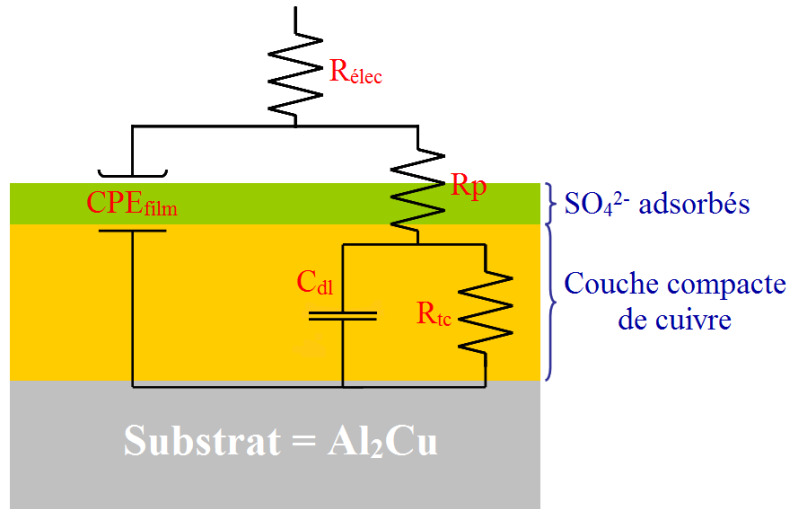 Rélec
Rp
CPEfilm
SO₄²⁻ adsorbés
Cdl
Rtc
Couche compacte
de cuivre
Substrat = Al₂Cu